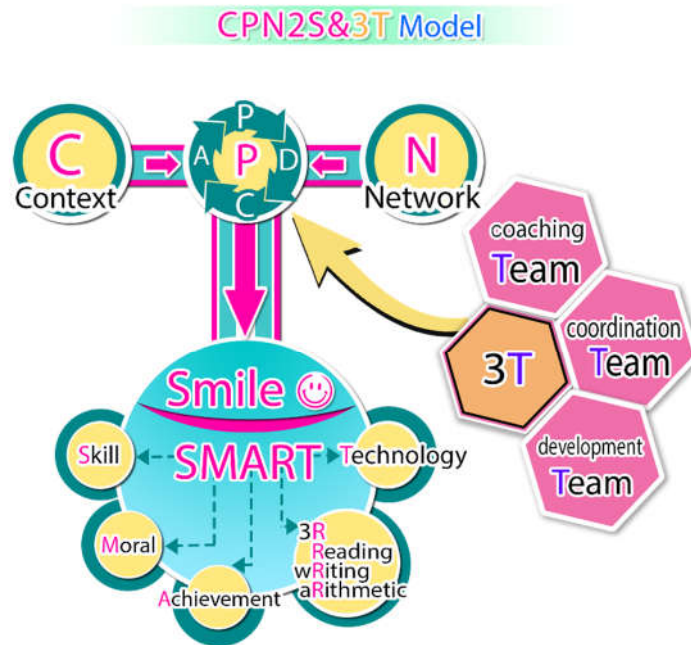 CPN2S&3T Model
P
A P D
C
C
Context
N
Network
coaching
Team
coordination
Team
3T
development
Team
Smile
SMART
Skill
Technology
Moral
3R
Reading
wRiting
aRithmetic
Achievement